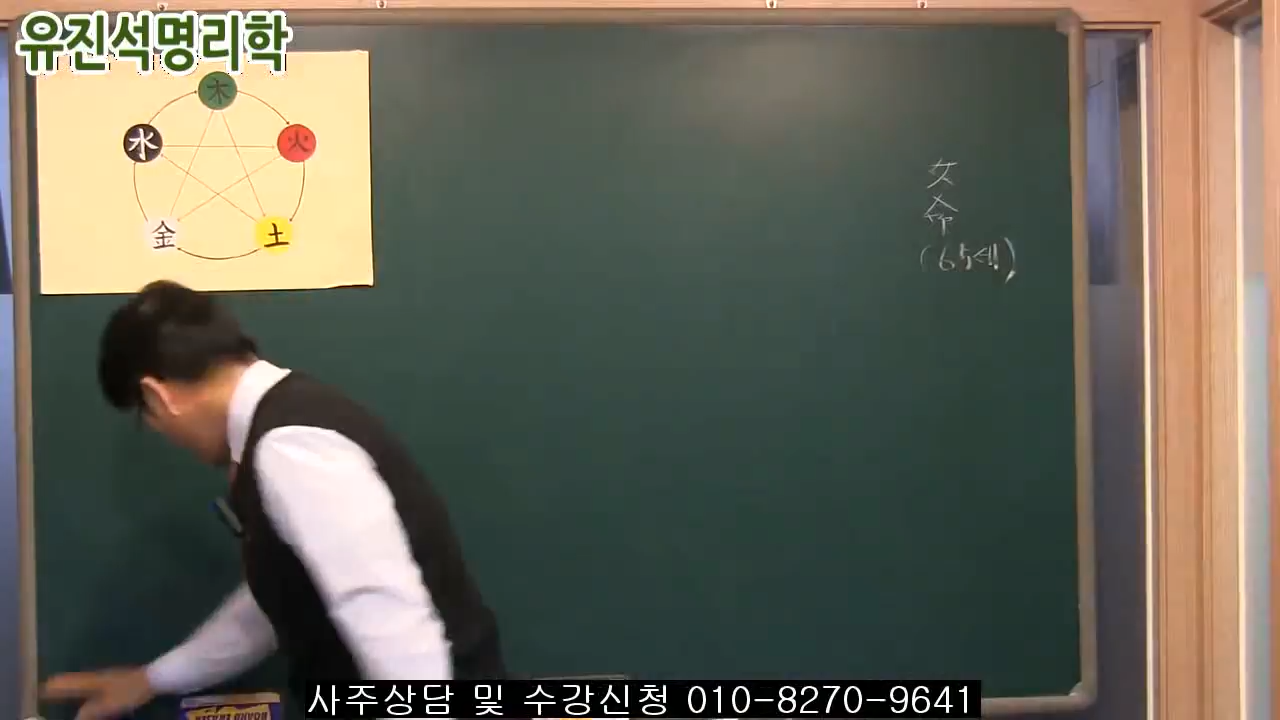 유진석명리학
木
水
火
金
土
女
命
(65세)
사주상담 및 수강신청 010-8270-9641